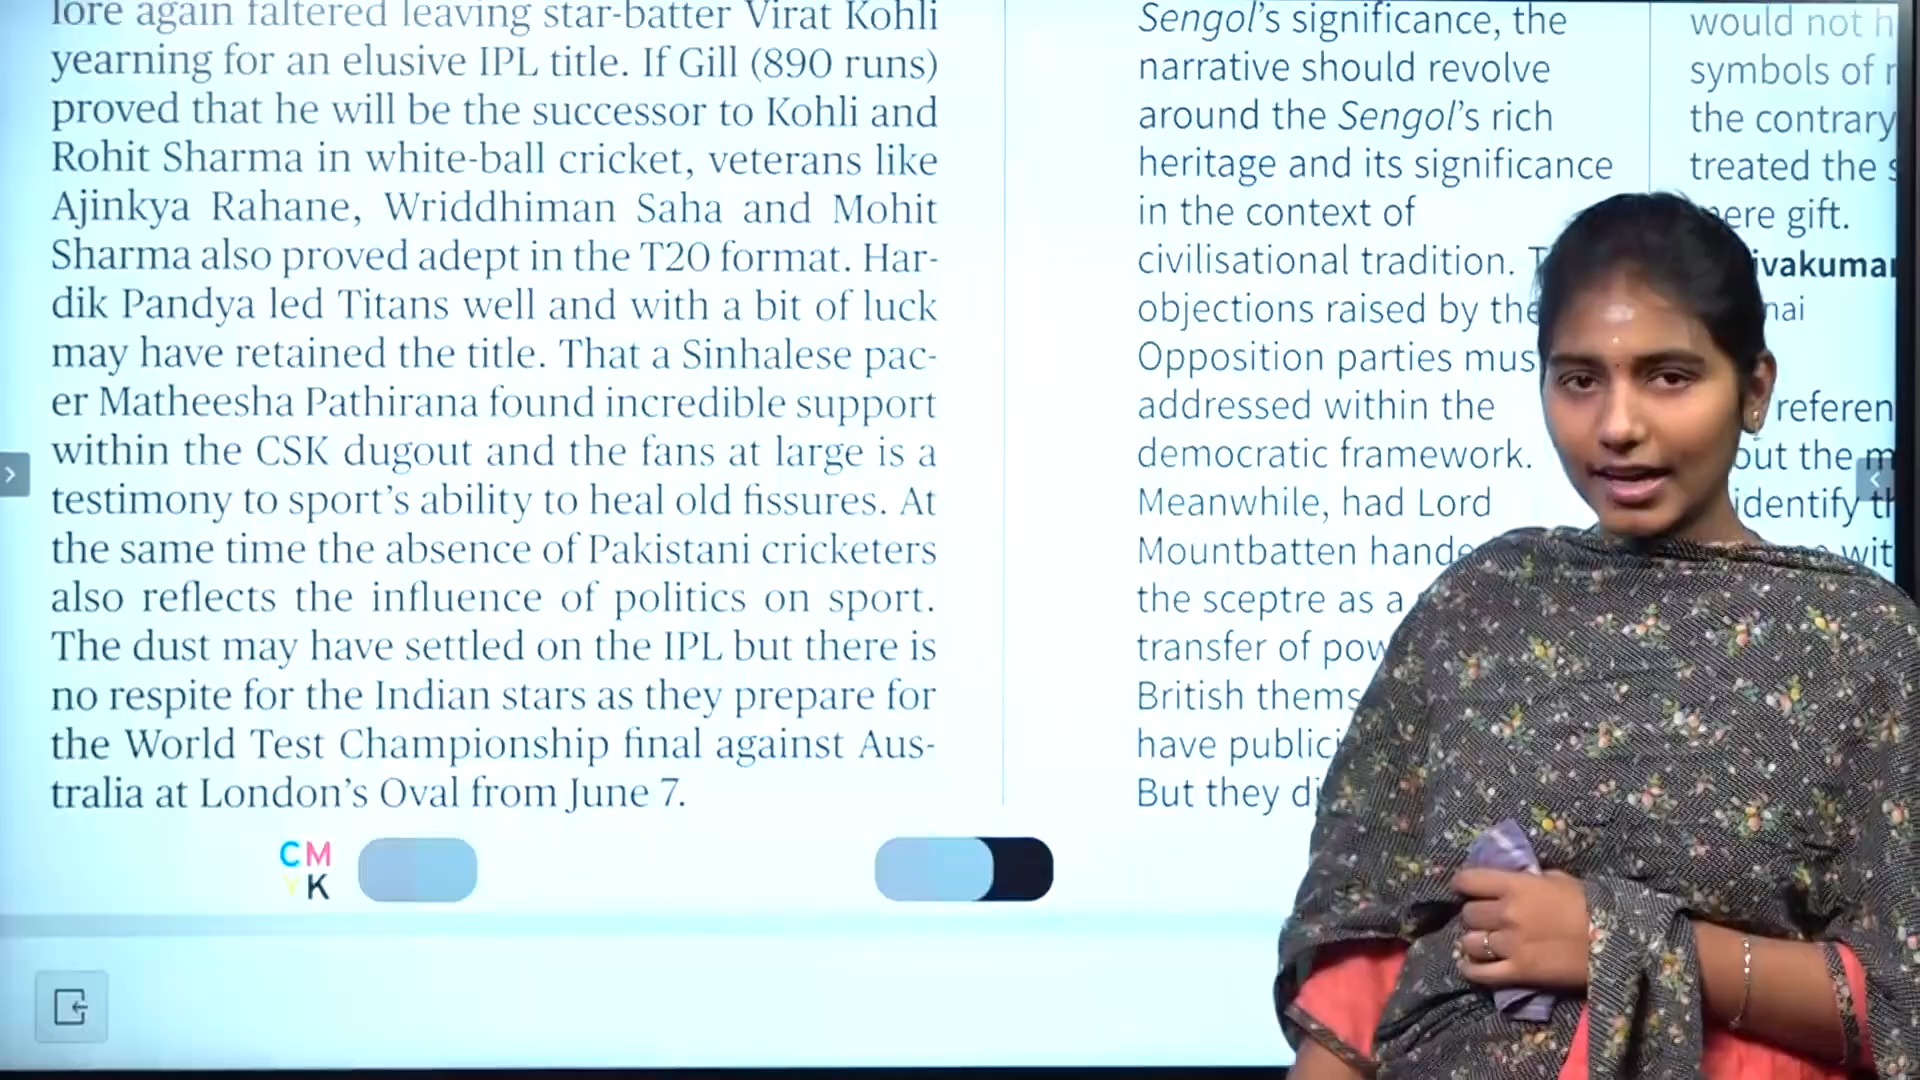 lore again faltered leaving star-batter Virat Kohli
yearning for an elusive IPL title. If Gill (890 runs)
proved that he will be the successor to Kohli and
Rohit Sharma in white-ball cricket, veterans like
Ajinkya Rahane, Wriddhiman Saha and Mohit
Sharma also proved adept in the T20 format. Har-
dik Pandya led Titans well and with a bit of luck
may have retained the title. That a Sinhalese pac-
er Matheesha Pathirana found incredible support
within the CSK dugout and the fans at large is a
testimony to sport's ability to heal old fissures. At
the same time the absence of Pakistani cricketers
also reflects the influence of politics on sport.
The dust may have settled on the IPL but there is
no respite for the Indian stars as they prepare for
the World Test Championship final against Aus-
tralia at London's Oval from June 7.
CM
YK
Sengol's significance, the
narrative should revolve
around the Sengol's rich
heritage and its significance
in the context of
civilisational tradition.
objections raised by the
Opposition parties
addressed within the
democratic framework.
Meanwhile, had Lord
Mountbatten
the sceptre as a
transfer of
British
have
But they
would not
symbols of
the contrary
treated the
gift.
the
identify